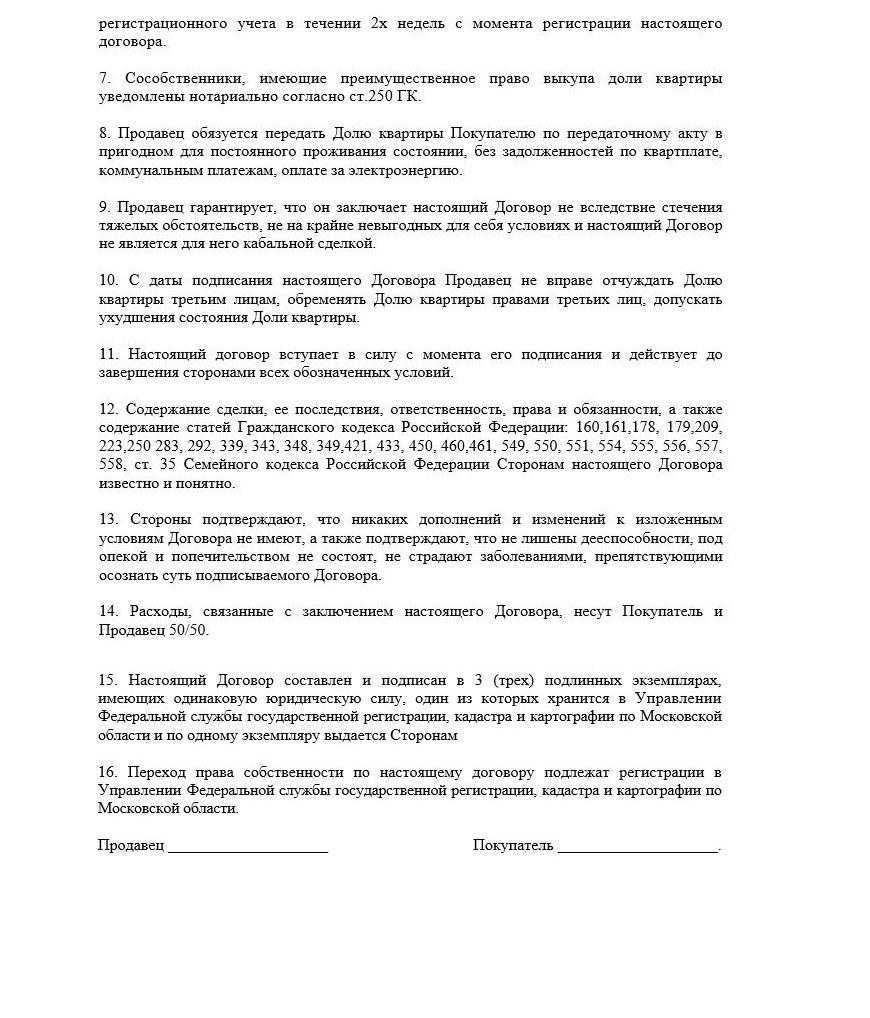 регистрационного учета в течении 2х недель с момента регистрации настоящего
договора.
7. Сособственники, имеющие преимущественное право выкупа доли квартиры
уведомлены нотариально согласно ст.250 ГК.
8. Продавец обязуется передать Долю квартиры Покупателю по передаточному акту в
пригодном для постоянного проживания состоянии, без задолженностей по квартплате,
коммунальным платежам, оплате за электроэнергию.
9. Продавец гарантирует, что он заключает настоящий Договор не вследствие стечения
тяжелых обстоятельств, не на крайне невыгодных для себя условиях и настоящий Договор
не является для него кабальной сделкой.
10. С даты подписания настоящего Договора Продавец не вправе отчуждать Долю
квартиры третьим лицам, обременять Долю квартиры правами третьих лиц, допускать
ухудшения состояния Доли квартиры.
11. Настоящий договор вступает в силу с момента его подписания и действует до
завершения сторонами всех обозначенных условий.
12. Содержание сделки, ее последствия, ответственность, права и обязанности, а также
содержание статей Гражданского кодекса Российской Федерации: 160,161,178, 179,209,
223,250 283, 292, 339, 343, 348, 349,421, 433, 450, 460,461, 549, 550, 551, 554, 555, 556, 557,
558, ст. 35 Семейного кодекса Российской Федерации Сторонам настоящего Договора
известно и понятно.
13. Стороны подтверждают, что никаких дополнений и изменений к изложенным
условиям Договора не имеют, а также подтверждают, что не лишены дееспособности, под
опекой и попечительством не состоят, не страдают заболеваниями, препятствующими
осознать суть подписываемого Договора.
14. Расходы, связанные с заключением настоящего Договора, несут Покупатель и
Продавец 50/50.
15. Настоящий Договор составлен и подписан в 3 (трех) подлинных экземплярах,
имеющих одинаковую юридическую силу, один из которых хранится в Управлении
Федеральной службы государственной регистрации, кадастра и картографии по Московской
области и по одному экземпляру выдается Сторонам
16. Переход права собственности по настоящему договору подлежат регистрации в
Управлении Федеральной службы государственной регистрации, кадастра и картографии по
Московской области.
Продавец _____________________ Покупатель _____________________.